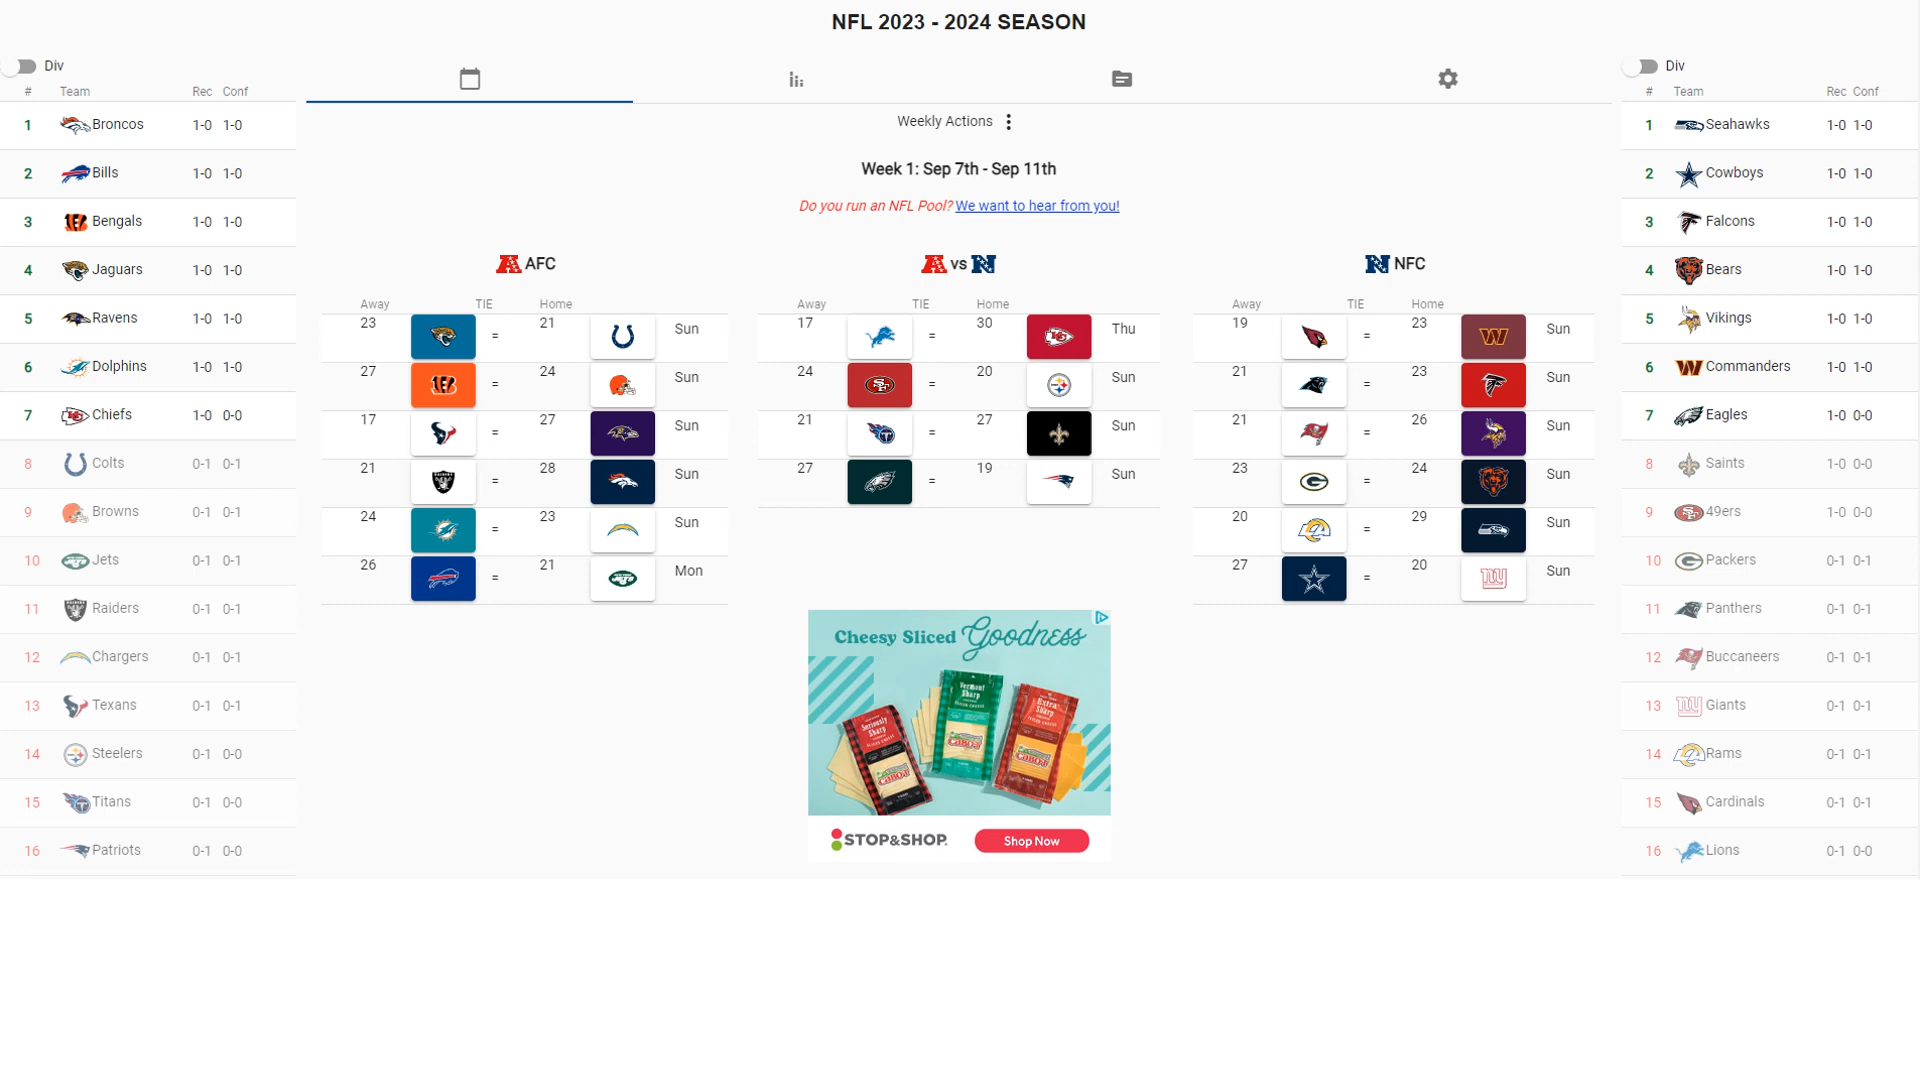 NFL 2023 - 2024 SEASON
Div
# Team Rec Conf
1 Broncos 1-0 1-0
2 Bills 1-0 1-0
3 Bengals 1-0 1-0
4 Jaguars 1-0 1-0
5 Ravens 1-0 1-0
6 Dolphins 1-0 1-0
7 Chiefs 1-0 0-0
8 Colts 0-1 0-1
9 Browns 0-1 0-1
10 Jets 0-1 0-1
11 Raiders 0-1 0-1
12 Chargers 0-1 0-1
13 Texans 0-1 0-1
14 Steelers 0-1 0-0
15 Titans 0-1 0-0
16 Patriots 0-1 0-0
Weekly Actions
Week 1: Sep 7th - Sep 11th
Do you run an NFL Pool? We want to hear from you!
AFC
Away TIE Home
23 = 21 Sun
27 = 24 Sun
17 = 27 Sun
21 = 28 Sun
24 = 23 Sun
26 = 21 Mon
A vs N
Away TIE Home
17 = 30 Thu
24 = 20 Sun
21 = 27 Sun
27 = 19 Sun
NFC
Away TIE Home
19 = 23 Sun
21 = 23 Sun
21 = 26 Sun
23 = 24 Sun
20 = 29 Sun
27 = 20 Sun
Cheesy Sliced Goodness
Seriously Sharp
Vermont Sharp
Extra Sharp
CABOT
CABOT
CABOT
STOP&SHOP.
Shop Now
Div
# Team Rec Conf
1 Seahawks 1-0 1-0
2 Cowboys 1-0 1-0
3 Falcons 1-0 1-0
4 Bears 1-0 1-0
5 Vikings 1-0 1-0
6 Commanders 1-0 1-0
7 Eagles 1-0 0-0
8 Saints 1-0 0-0
9 49ers 1-0 0-0
10 Packers 0-1 0-1
11 Panthers 0-1 0-1
12 Buccaneers 0-1 0-1
13 Giants 0-1 0-1
14 Rams 0-1 0-1
15 Cardinals 0-1 0-1
16 Lions 0-1 0-0